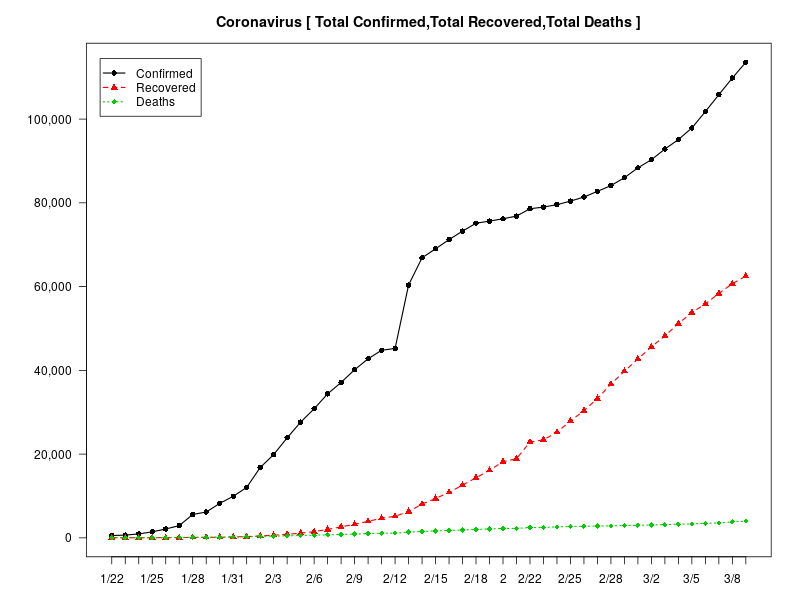 Coronavirus [ Total Confirmed,Total Recovered,Total Deaths ]
Confirmed
Recovered
Deaths
100,000
80,000
60,000
40,000
20,000
0
1/22 1/25 1/28 1/31 2/3 2/6 2/9 2/12 2/15 2/18 2 2/22 2/25 2/28 3/2 3/5 3/8